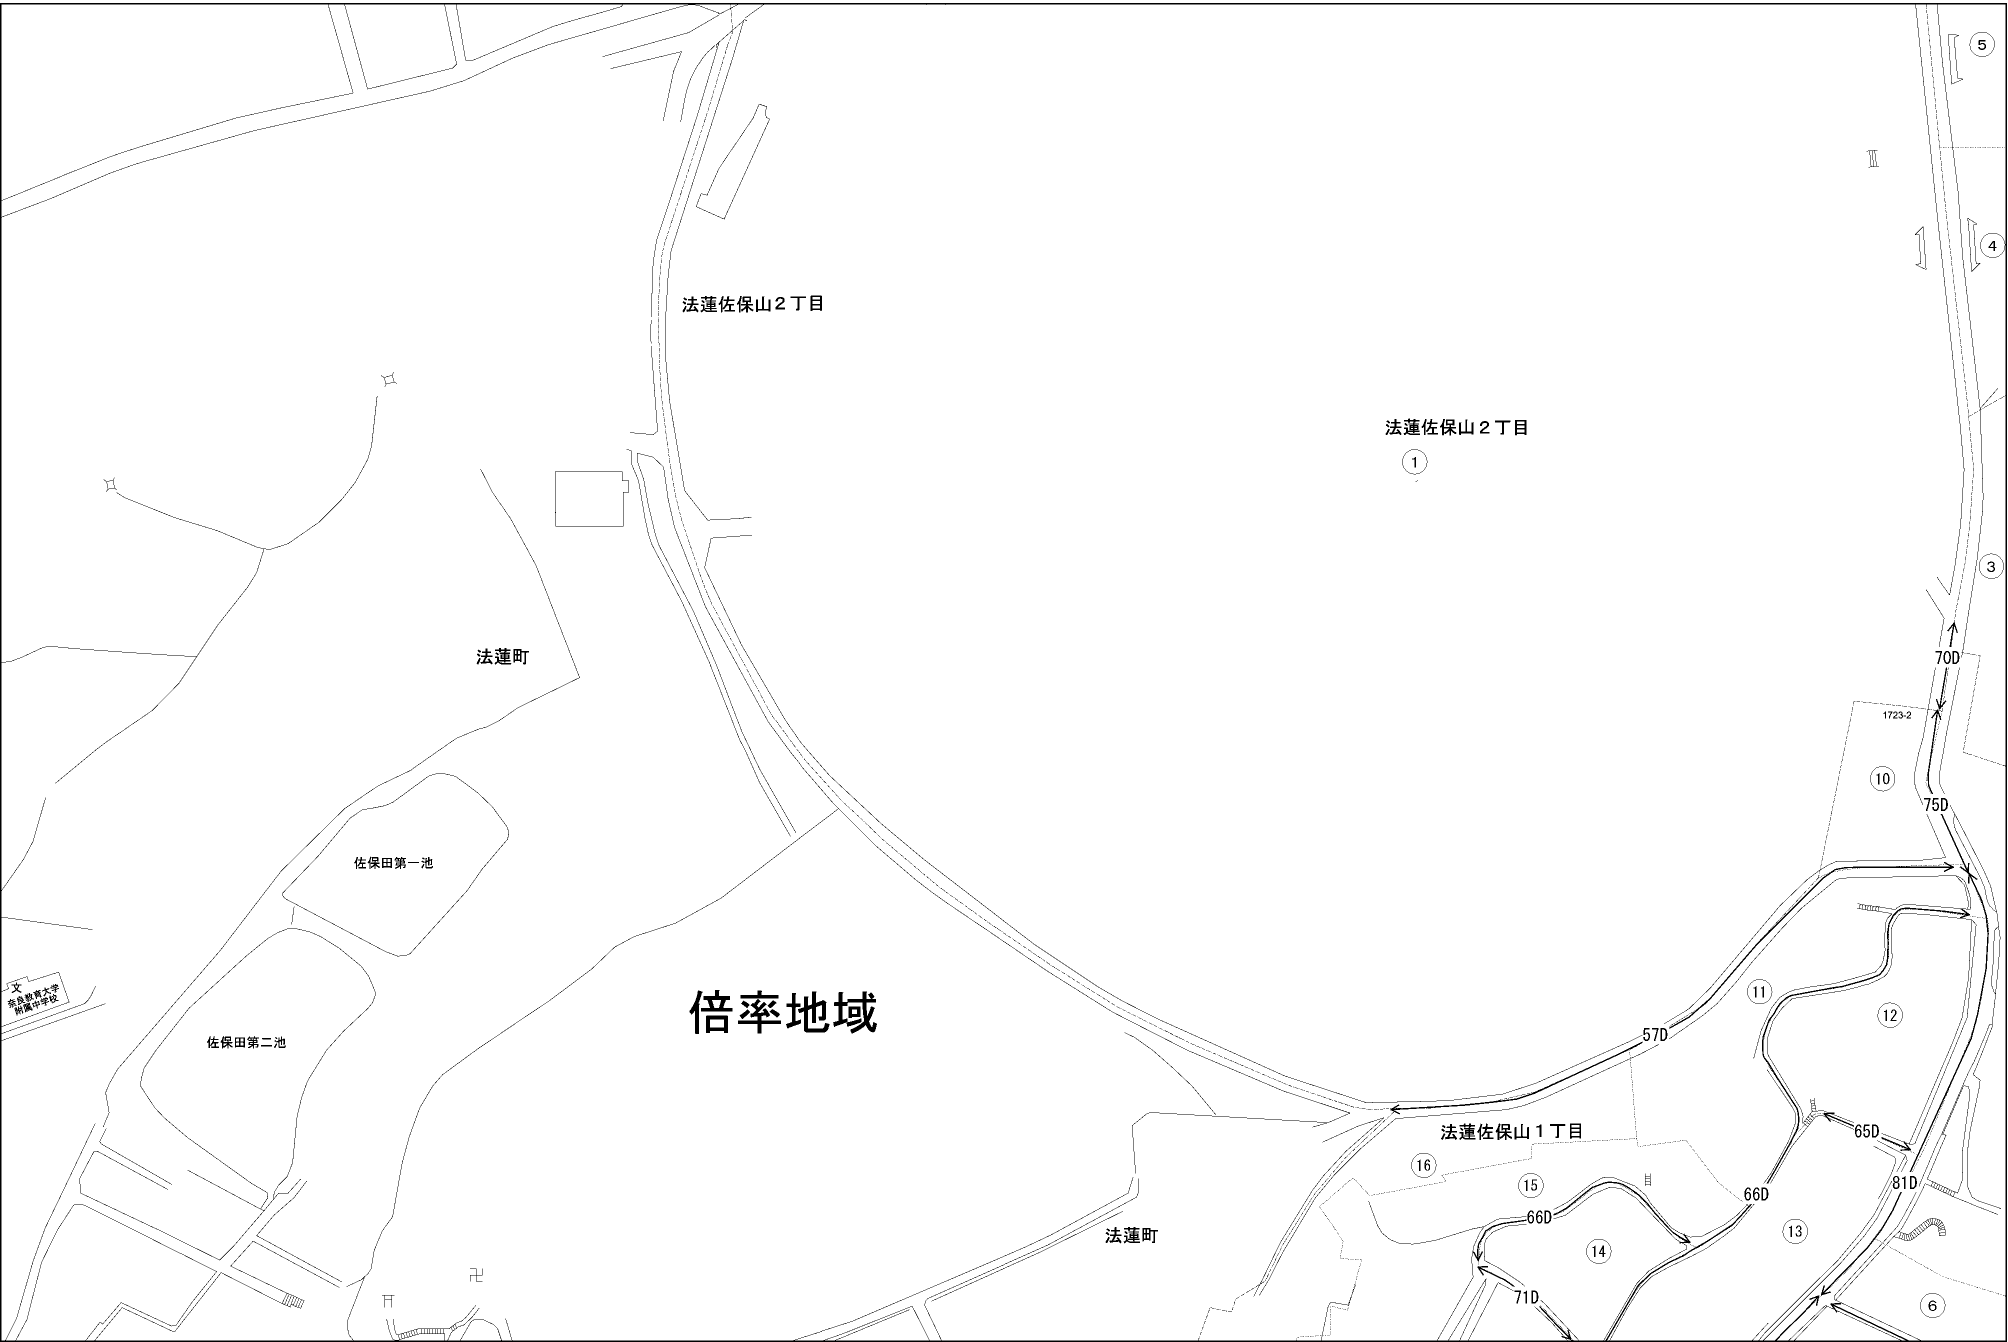 5
4
法蓮佐保山２丁目
法蓮佐保山２丁目
1
3
法蓮町
70D
1723-2
10
75D
佐保田第一池
文
奈良教育大学
附属中学校
倍率地域
11
12
佐保田第二池
57D
法蓮佐保山１丁目
65D
16
15
81D
66D
66D
13
法蓮町
14
卍
71D
6